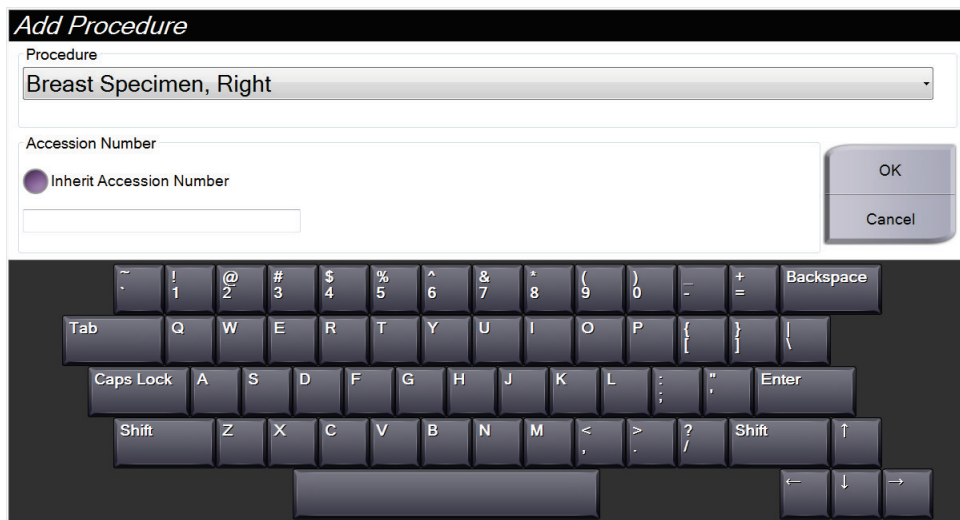 Add Procedure
Procedure
Breast Specimen, Right
Accession Number
Inherit Accession Number
OK
Cancel
~ ! @ # $ % ^ & * ( ) _ + Backspace
` 1 2 3 4 5 6 7 8 9 0 - =
Tab Q W E R T Y U I O P { } |
[ ] \
Caps Lock A S D F G H J K L : " Enter
; '
Shift Z X C V B N M < > ? Shift ↑
, . /
← ↓ →